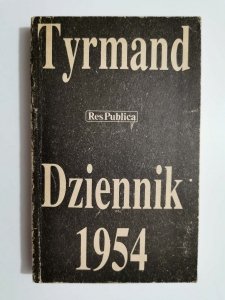 Tyrmand
Res Publica
Dziennik
1954